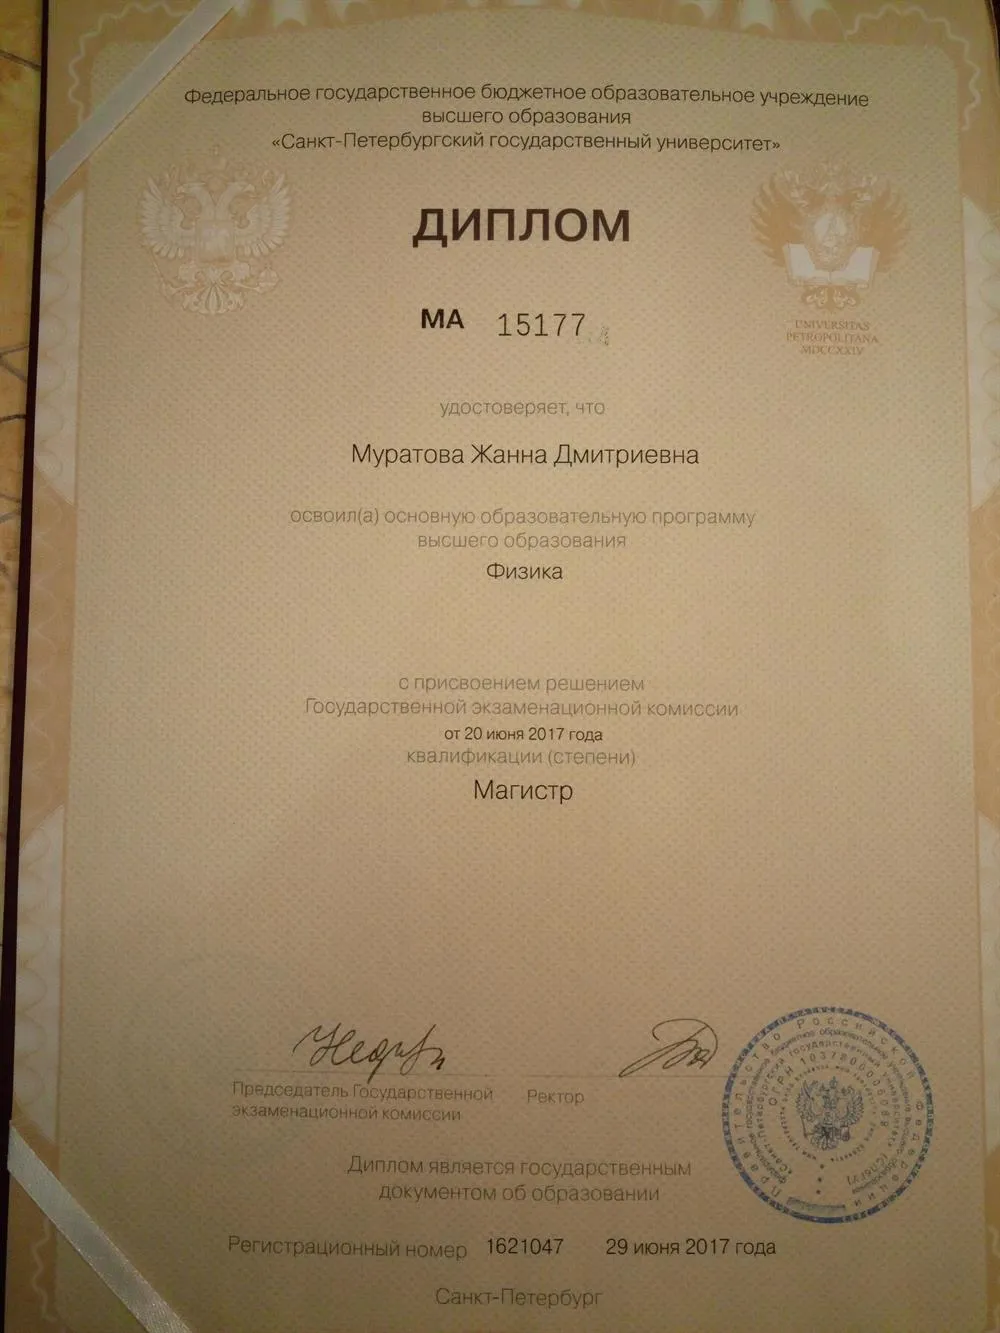 Федеральное государственное бюджетное образовательное учреждение
высшего образования
«Санкт-Петербургский государственный университет»
ДИПЛОМ
UNIVERSITAS
PETROPOLITANA
MDCCXXIV
МА 15177
удостоверяет, что
Муратова Жанна Дмитриевна
освоил(а) основную образовательную программу
высшего образования
Физика
с присвоением решением
Государственной экзаменационной комиссии
от 20 июня 2017 года
квалификации (степени)
Магистр
Председатель Государственной
экзаменационной комиссии
Ректор
Правительство Российской Федерации
Диплом является государственным
документом об образовании
Регистрационный номер 1621047 29 июня 2017 года
Санкт-Петербург